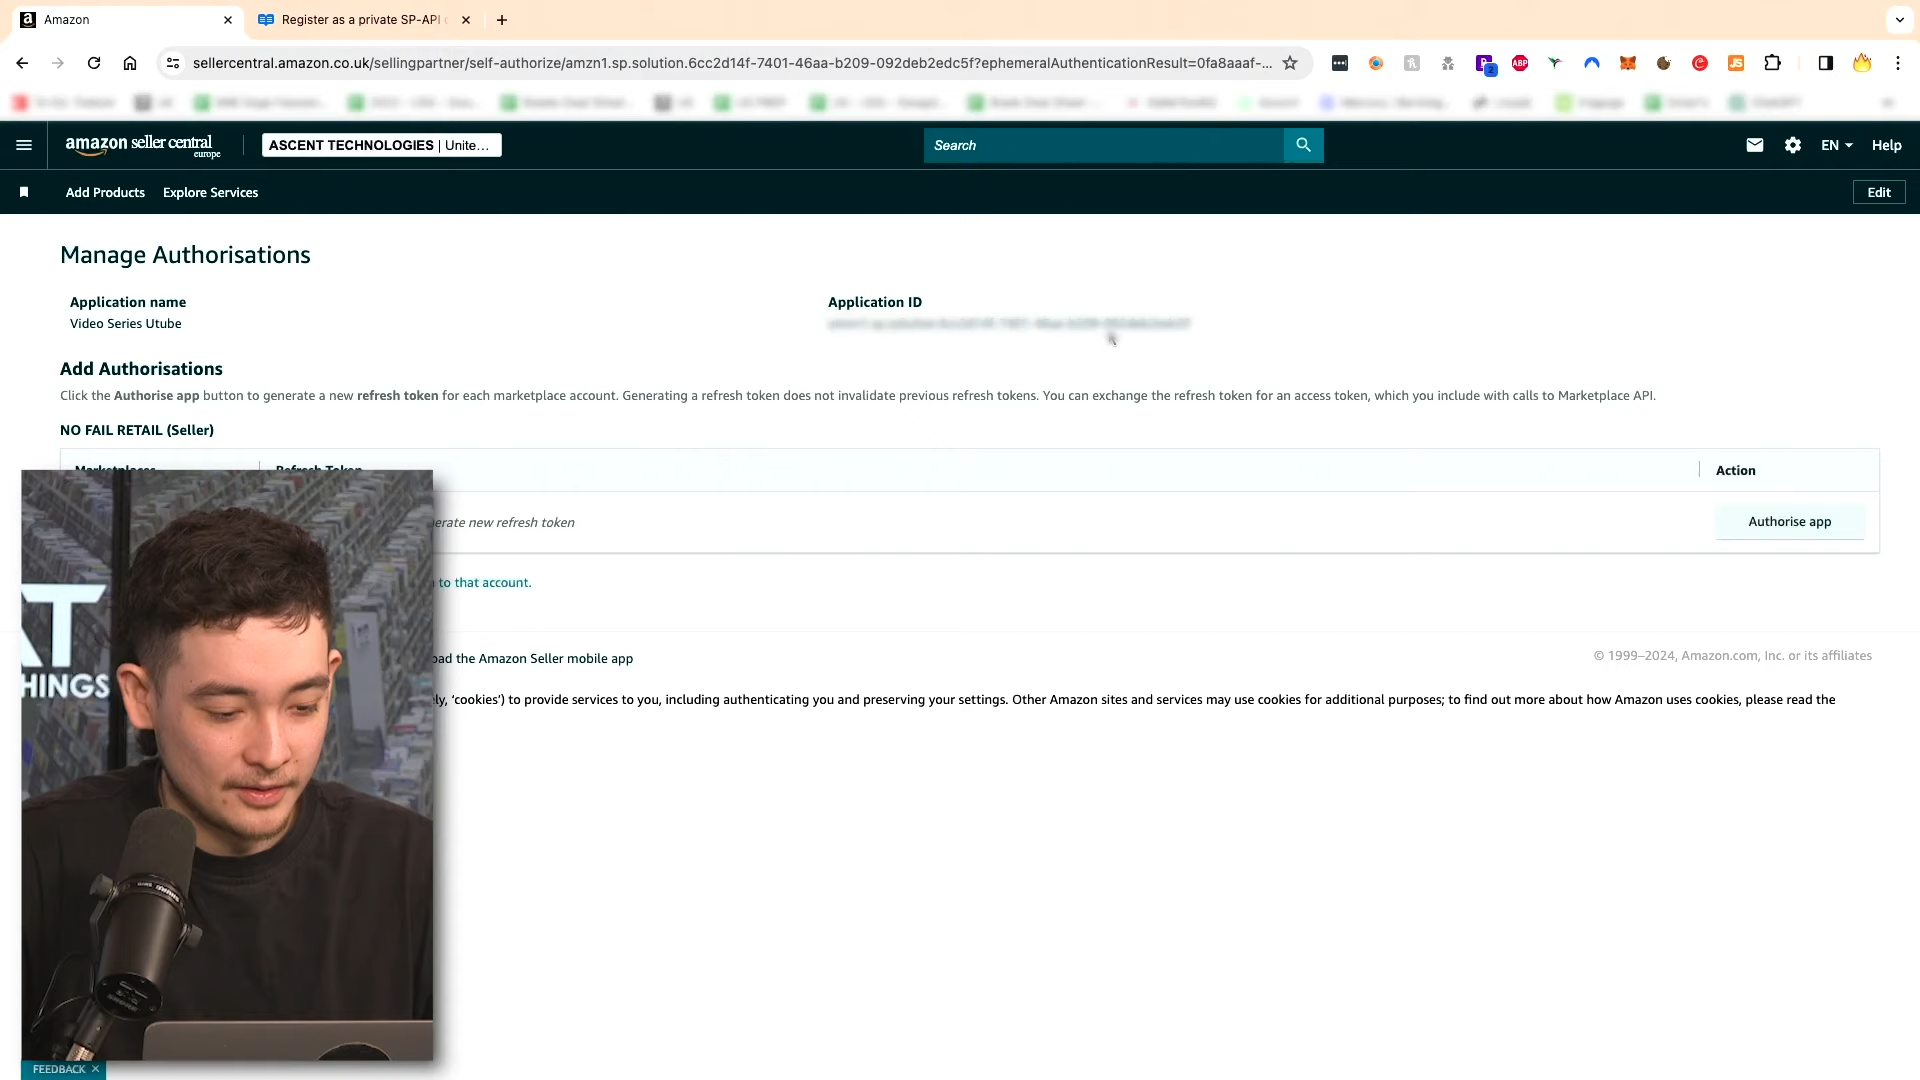 Amazon
Register as a private SP-API
sellercentral.amazon.co.uk/sellingpartner/self-authorize/amzn1.sp.solution.6cc2d14f-7401-46aa-b209-092deb2edc5f?ephemeralAuthenticationResult=0fa8aaaf-...
2
ABP
JS
amazon seller central
europe
ASCENT TECHNOLOGIES | Unite...
Search
EN
Help
Add Products
Explore Services
Edit
Manage Authorisations
Application name
Application ID
Video Series Utube
Add Authorisations
Click the Authorise app button to generate a new refresh token for each marketplace account. Generating a refresh token does not invalidate previous refresh tokens. You can exchange the refresh token for an access token, which you include with calls to Marketplace API.
NO FAIL RETAIL (Seller)
Marketplaces
Refresh Token
Action
erate new refresh token
Authorise app
to that account.
oad the Amazon Seller mobile app
© 1999–2024, Amazon.com, Inc. or its affiliates
ly, ‘cookies’) to provide services to you, including authenticating you and preserving your settings. Other Amazon sites and services may use cookies for additional purposes; to find out more about how Amazon uses cookies, please read the
AT
HINGS
SHURE
FEEDBACK